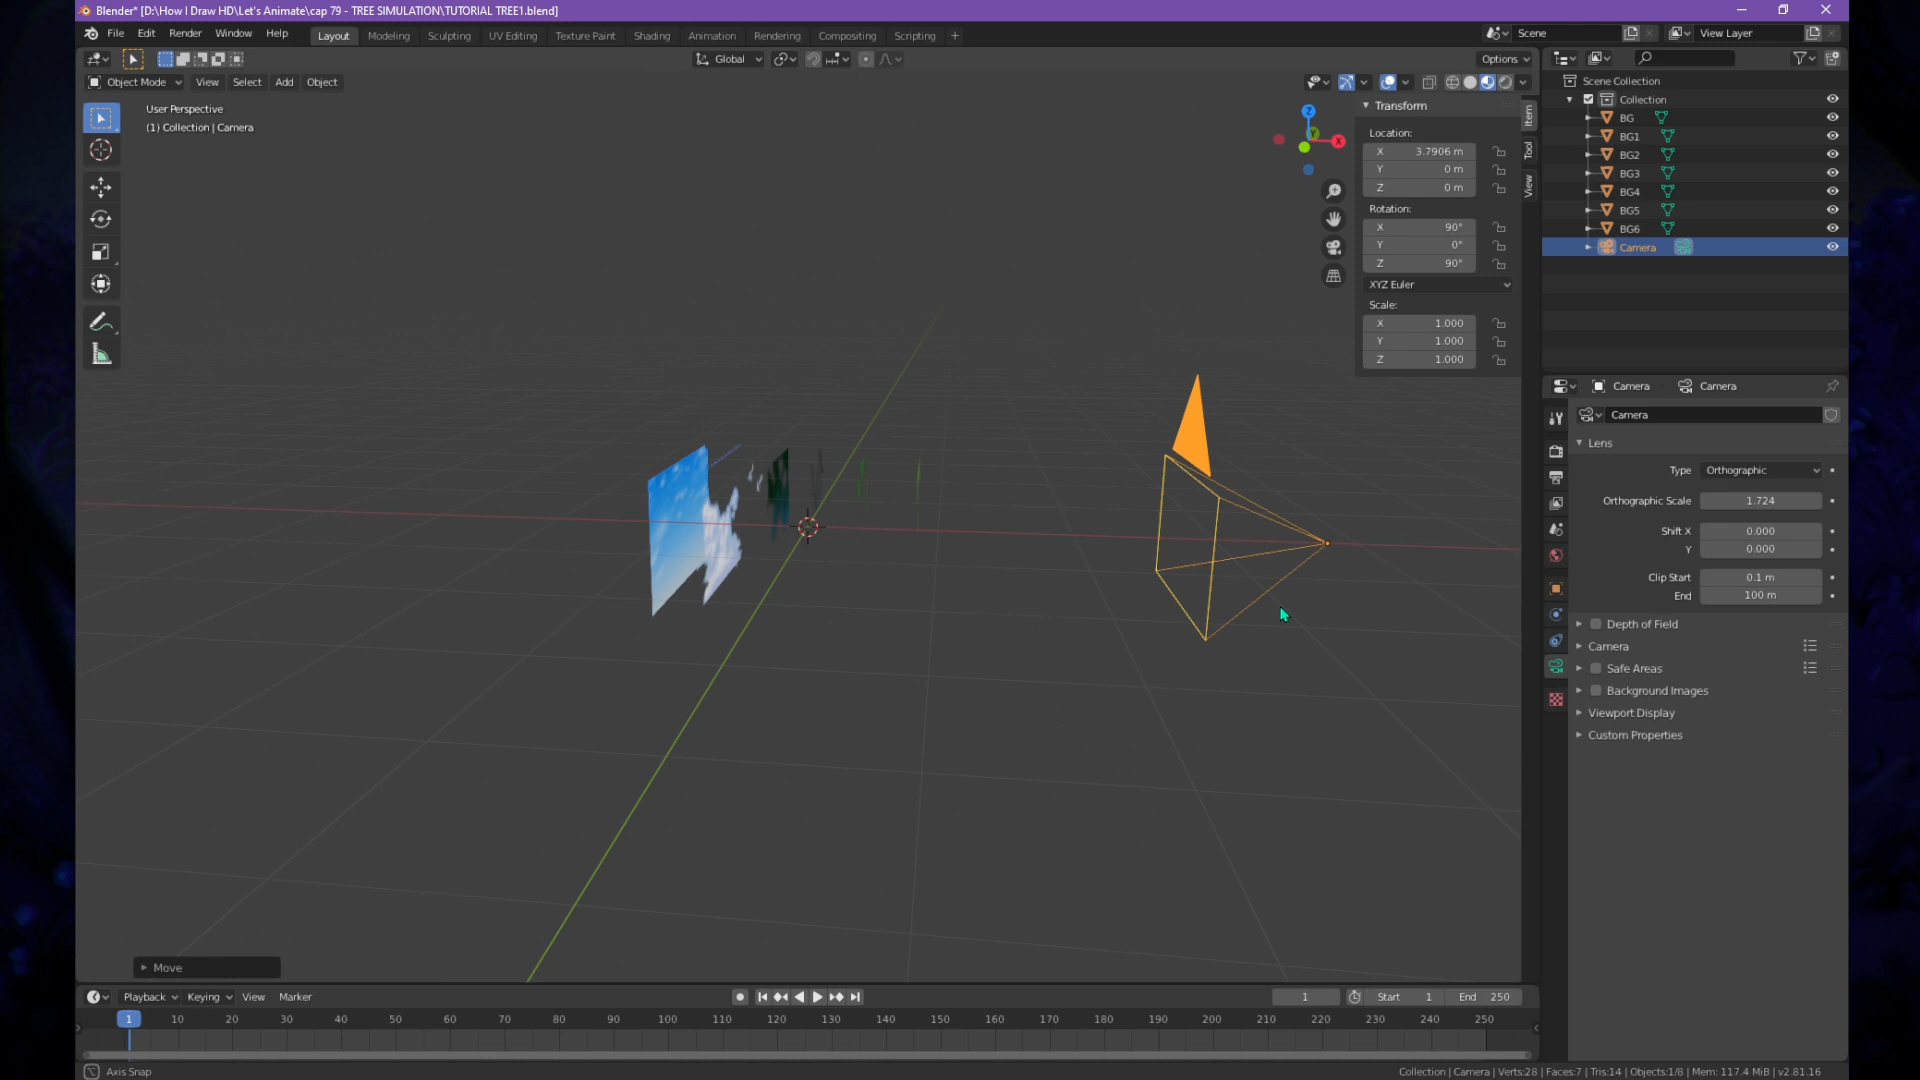 Blender* [D:\How I Draw HD\Let's Animate\cap 79 - TREE SIMULATION\TUTORIAL TREE1.blend]
File Edit Render Window Help Layout Modeling Sculpting UV Editing Texture Paint Shading Animation Rendering Compositing Scripting + Scene View Layer
Global Options
Object Mode View Select Add Object
User Perspective
(1) Collection | Camera
Z
Y
X
Transform
Location:
X 3.7906 m
Y 0 m
Z 0 m
Rotation:
X 90°
Y 0°
Z 90°
XYZ Euler
Scale:
X 1.000
Y 1.000
Z 1.000
Item
Tool
View
Scene Collection
Collection
BG
BG1
BG2
BG3
BG4
BG5
BG6
Camera
Camera Camera
Camera
Lens
Type Orthographic
Orthographic Scale 1.724
Shift X 0.000
Y 0.000
Clip Start 0.1 m
End 100 m
Depth of Field
Camera
Safe Areas
Background Images
Viewport Display
Custom Properties
Move
Playback Keying View Marker 1 Start 1 End 250
1 10 20 30 40 50 60 70 80 90 100 110 120 130 140 150 160 170 180 190 200 210 220 230 240 250
Axis Snap Collection | Camera | Verts:28 | Faces:7 | Tris:14 | Objects:1/8 | Mem: 117.4 MiB | v2.81.16